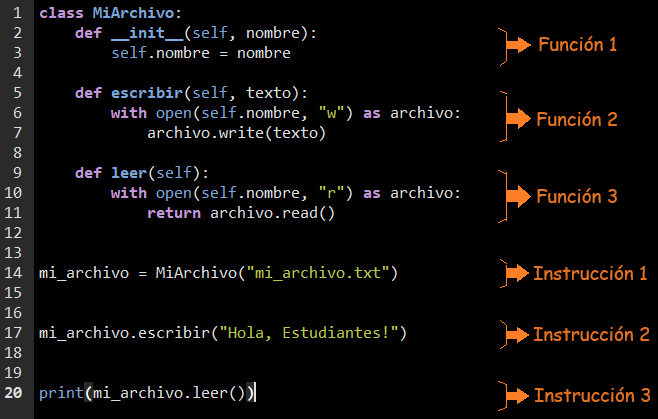 1 class MiArchivo:
2     def __init__(self, nombre):
3         self.nombre = nombre
4
5     def escribir(self, texto):
6         with open(self.nombre, "w") as archivo:
7             archivo.write(texto)
8
9     def leer(self):
10         with open(self.nombre, "r") as archivo:
11             return archivo.read()
12
13
14 mi_archivo = MiArchivo("mi_archivo.txt")
15
16
17 mi_archivo.escribir("Hola, Estudiantes!")
18
19
20 print(mi_archivo.leer())
Función 1
Función 2
Función 3
Instrucción 1
Instrucción 2
Instrucción 3